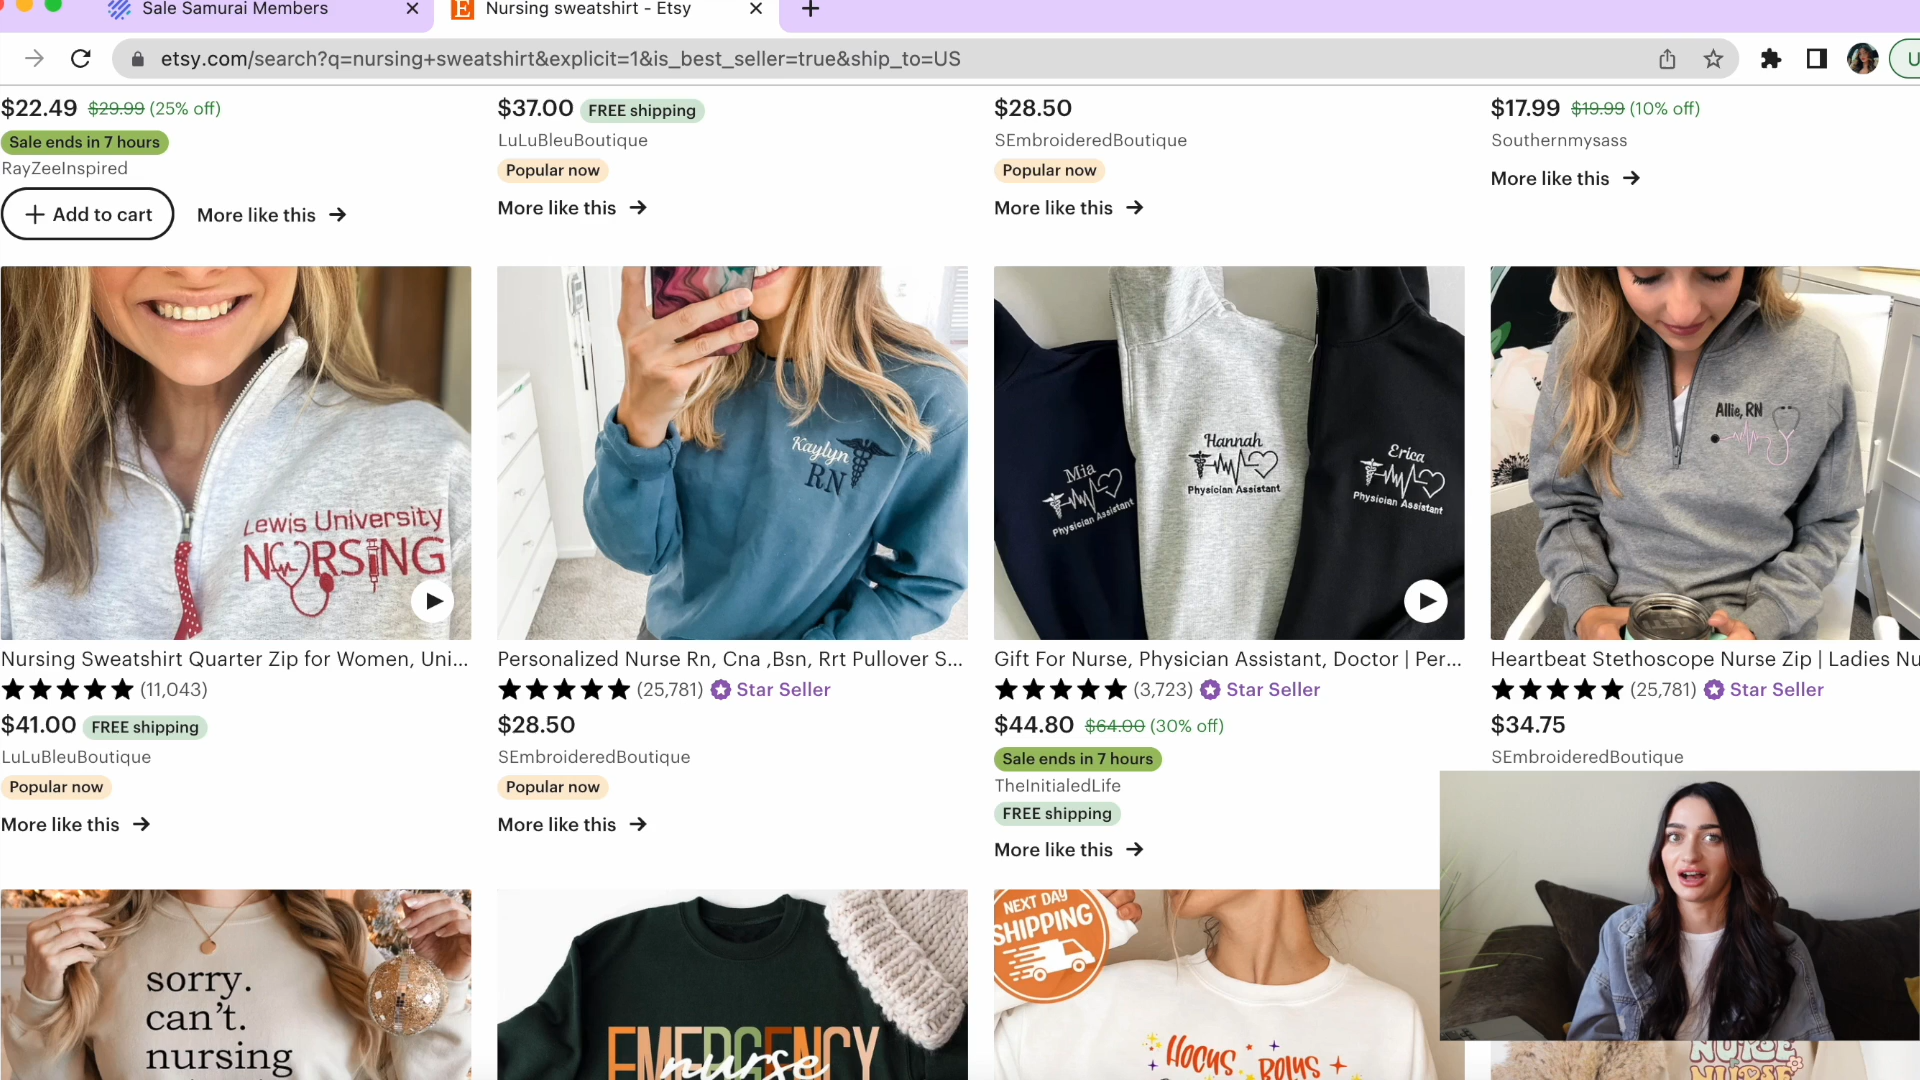 Sale Samurai Members
Nursing sweatshirt - Etsy
etsy.com/search?q=nursing+sweatshirt&explicit=1&is_best_seller=true&ship_to=US
U
$22.49 $29.99 (25% off)
Sale ends in 7 hours
RayZeeInspired
Add to cart
More like this
$37.00 FREE shipping
LuLuBleuBoutique
Popular now
More like this
$28.50
SEmbroideredBoutique
Popular now
More like this
$17.99 $19.99 (10% off)
Southernmysass
More like this
Lewis University
NURSING
Nursing Sweatshirt Quarter Zip for Women, Uni...
(11,043)
$41.00 FREE shipping
LuLuBleuBoutique
Popular now
More like this
Kaylyn
RN
Personalized Nurse Rn, Cna ,Bsn, Rrt Pullover S...
(25,781) Star Seller
$28.50
SEmbroideredBoutique
Popular now
More like this
Mia
Physician Assistant
Hannah
Physician Assistant
Erica
Physician Assistant
Gift For Nurse, Physician Assistant, Doctor | Per...
(3,723) Star Seller
$44.80 $64.00 (30% off)
Sale ends in 7 hours
TheInitialedLife
FREE shipping
More like this
Allie, RN
Heartbeat Stethoscope Nurse Zip | Ladies Nu
(25,781) Star Seller
$34.75
SEmbroideredBoutique
sorry.
can't.
nursing
EMERGENCY
nurse
NEXT DAY
SHIPPING
HOCUS
POLUS
NURSE
NURSE